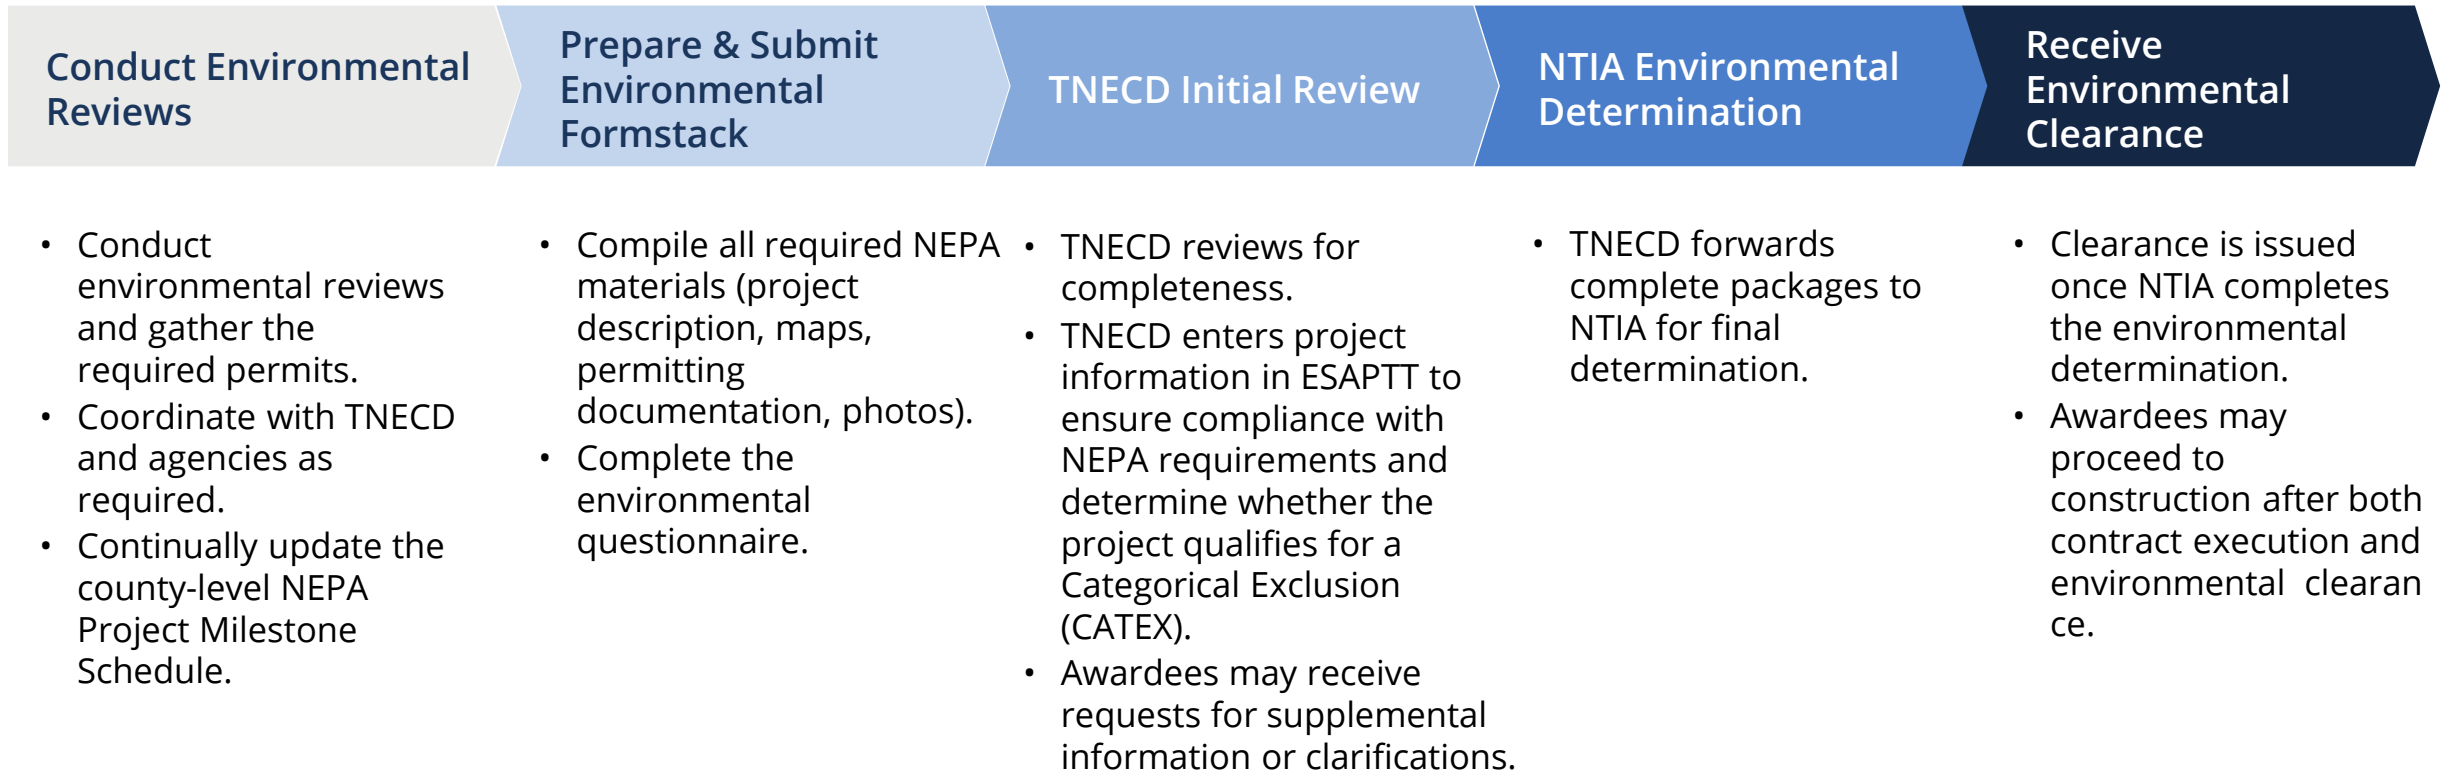 Conduct Environmental
Reviews
Prepare & Submit
Environmental
Formstack
TNECD Initial Review
NTIA Environmental
Determination
Receive
Environmental
Clearance
• Conduct
environmental reviews
and gather the
required permits.
• Coordinate with TNECD
and agencies as
required.
• Continually update the
county-level NEPA
Project Milestone
Schedule.
• Compile all required NEPA
materials (project
description, maps,
permitting
documentation, photos).
• Complete the
environmental
questionnaire.
• TNECD reviews for
completeness.
• TNECD enters project
information in ESAPTT to
ensure compliance with
NEPA requirements and
determine whether the
project qualifies for a
Categorical Exclusion
(CATEX).
• Awardees may receive
requests for supplemental
information or clarifications.
• TNECD forwards
complete packages to
NTIA for final
determination.
• Clearance is issued
once NTIA completes
the environmental
determination.
• Awardees may
proceed to
construction after both
contract execution and
environmental  clearan
ce.